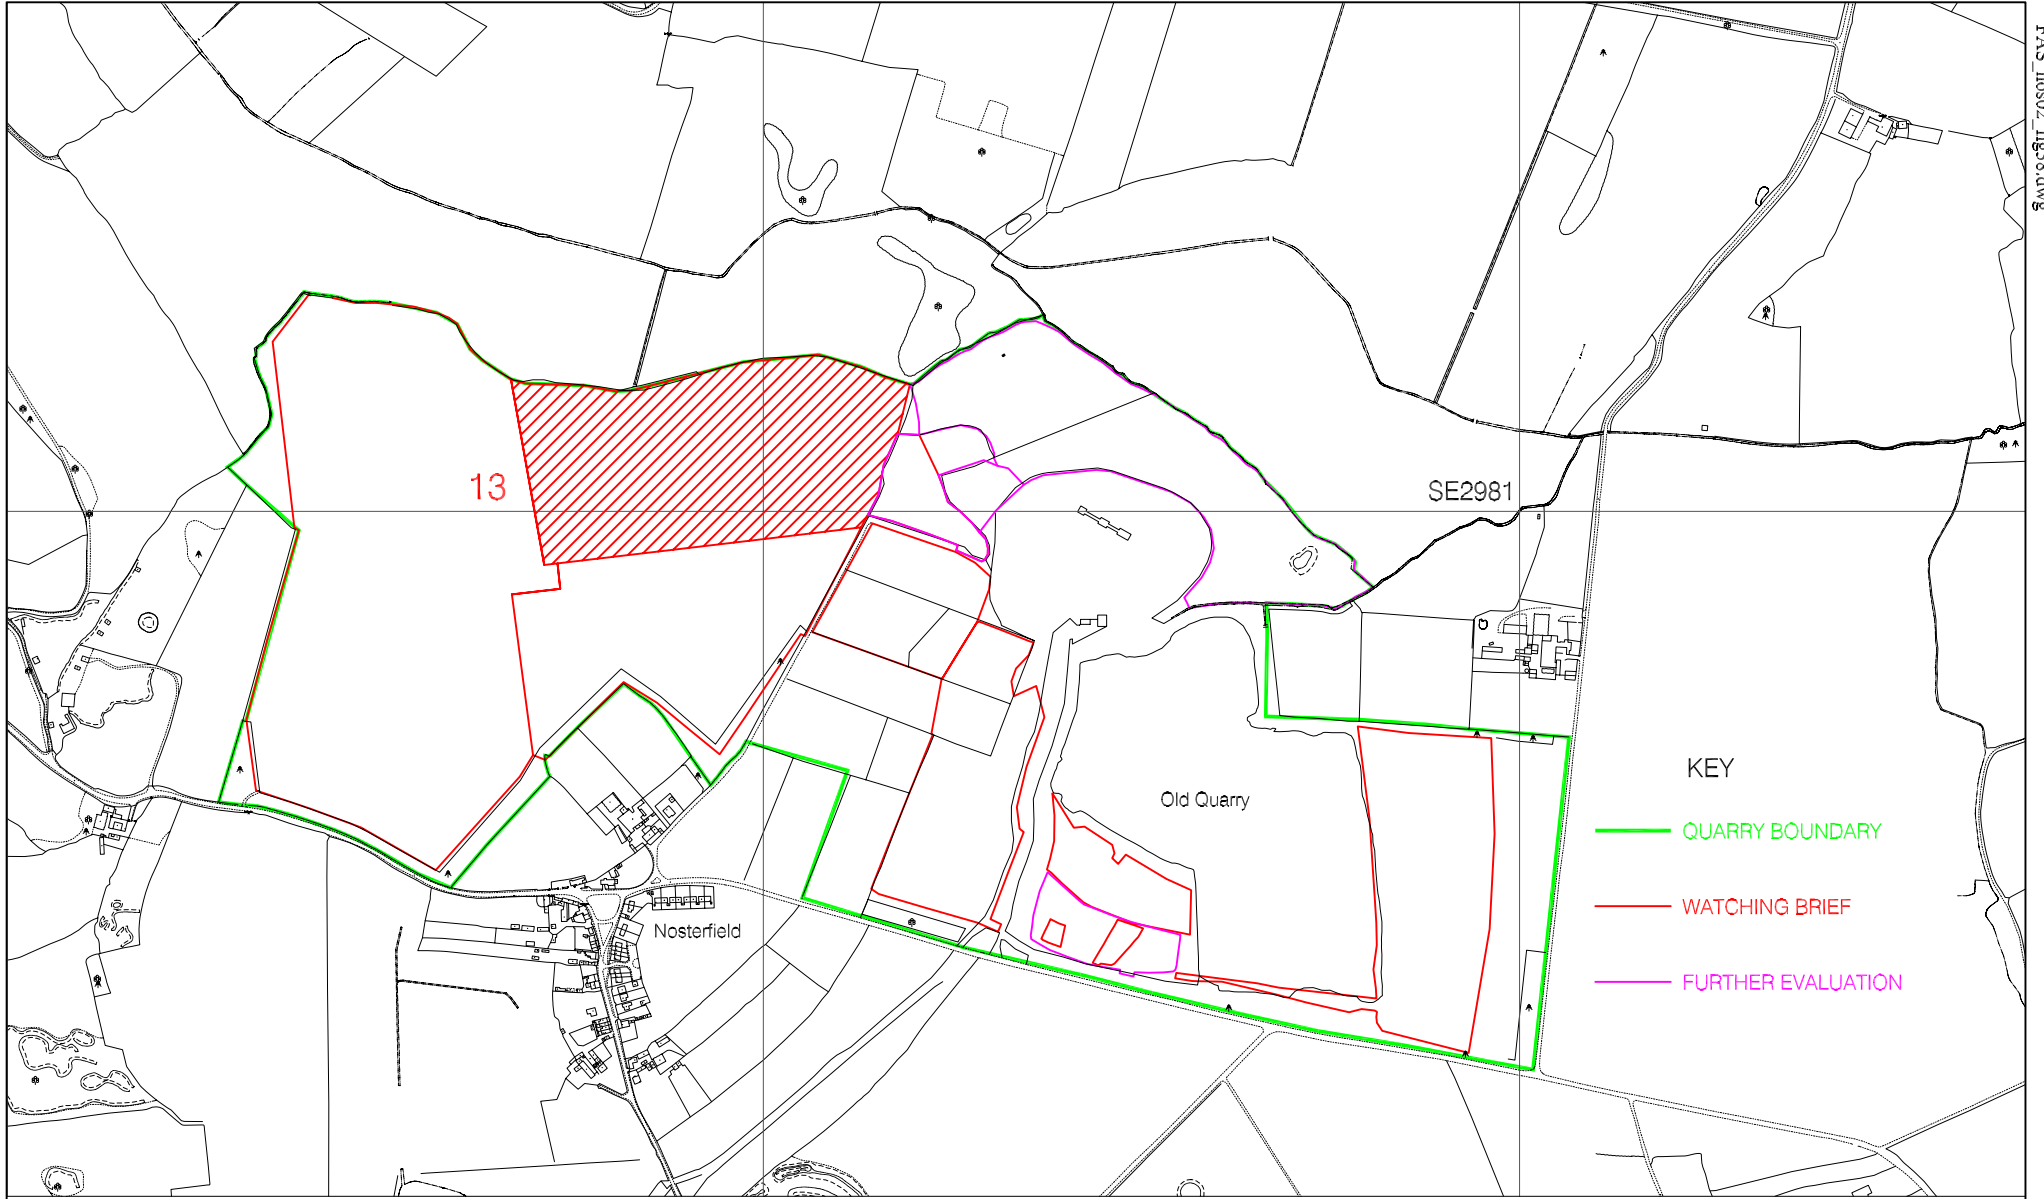 13
SE2981
Old Quarry
Nosterfield
KEY
QUARRY BOUNDARY
WATCHING BRIEF
FURTHER EVALUATION